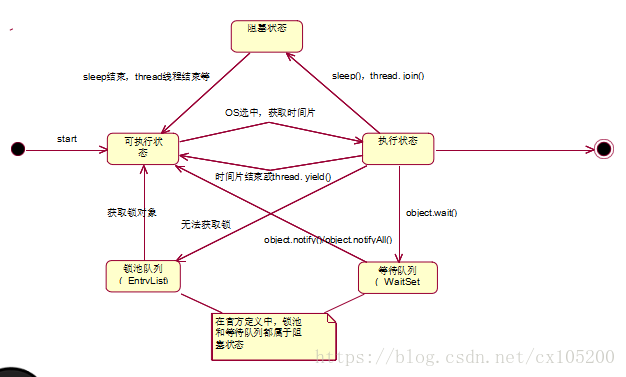 阻塞状态
sleep结束，thread线程结束等
sleep()，thread. join()
OS选中，获取时间片
start
可执行状
态
执行状态
时间片结束或thread. yield()
获取锁对象
无法获取锁
object.wait()
object.notify()/object.notifyAll()
锁池队列
( EntryList)
等待队列
( WaitSet
在官方定义中，锁池
和等待队列都属于阻
塞状态
https://blog.csdn.net/cx105200